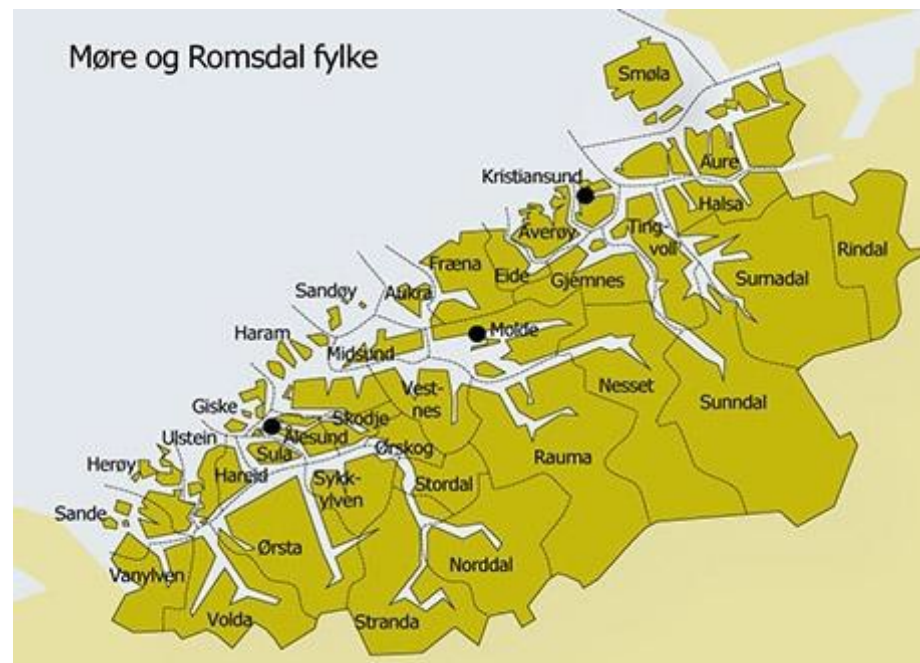 Møre og Romsdal fylke
Smøla
Aure
Kristiansund
Halsa
Averøy
Ting-
voll
Rindal
Fræna
Eide
Gjemnes
Surnadal
Sandøy
Aukra
Haram
Molde
Midsund
Nesset
Vest-
nes
Sunndal
Giske
Skodje
Ulstein
Ålesund
Sula
Ørskog
Rauma
Herøy
Hareid
Sykk-
ylven
Stordal
Sande
Ørsta
Norddal
Vanylven
Volda
Stranda